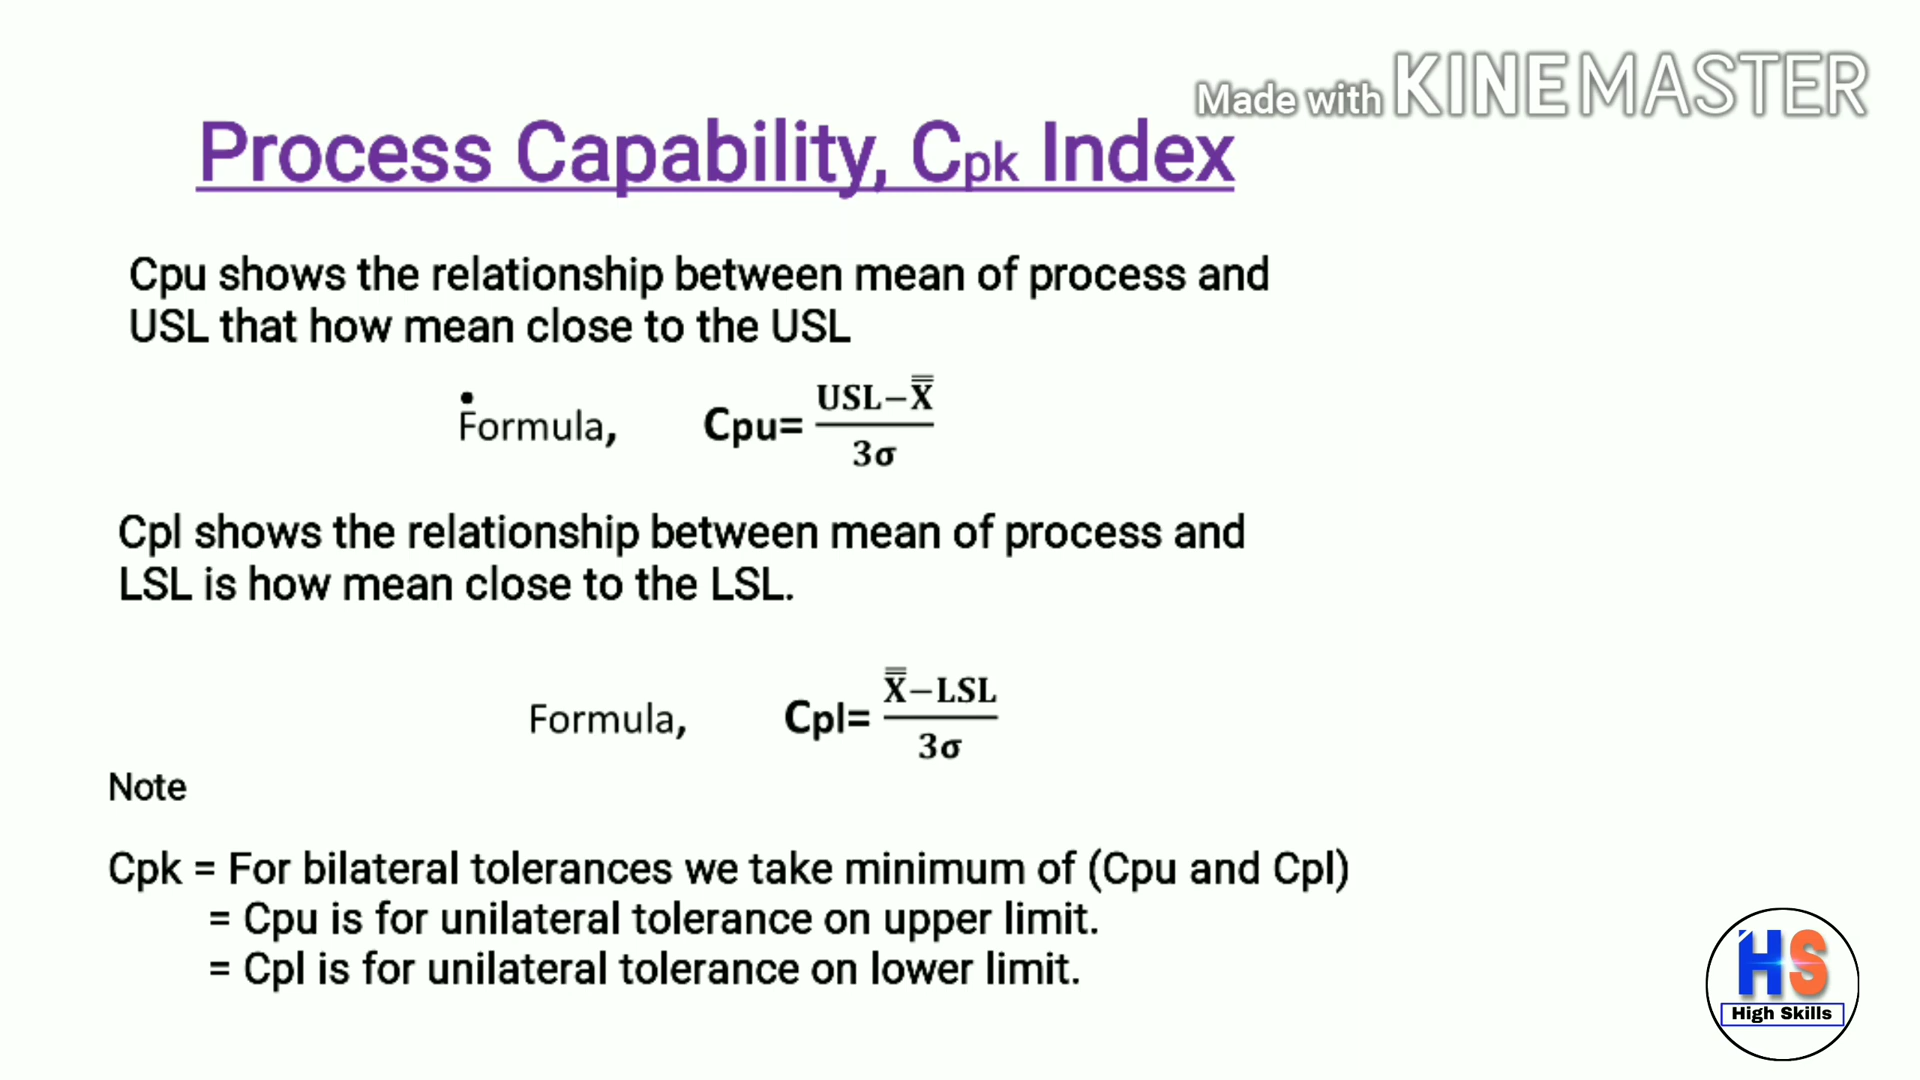 Made with KINEMASTER
Process Capability, Cpk Index
Cpu shows the relationship between mean of process and
USL that how mean close to the USL
• Formula, Cpu= USL−X̿ / 3σ
Cpl shows the relationship between mean of process and
LSL is how mean close to the LSL.
Formula, Cpl= X̿−LSL / 3σ
Note
Cpk = For bilateral tolerances we take minimum of (Cpu and Cpl)
= Cpu is for unilateral tolerance on upper limit.
= Cpl is for unilateral tolerance on lower limit.
HS
High Skills